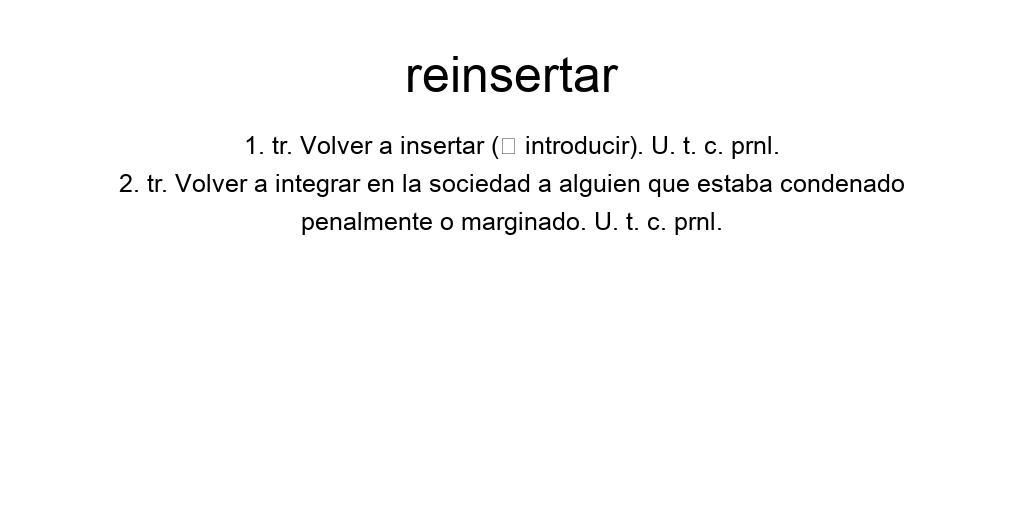 reinsertar
1. tr. Volver a insertar (□ introducir). U. t. c. prnl.
2. tr. Volver a integrar en la sociedad a alguien que estaba condenado
penalmente o marginado. U. t. c. prnl.